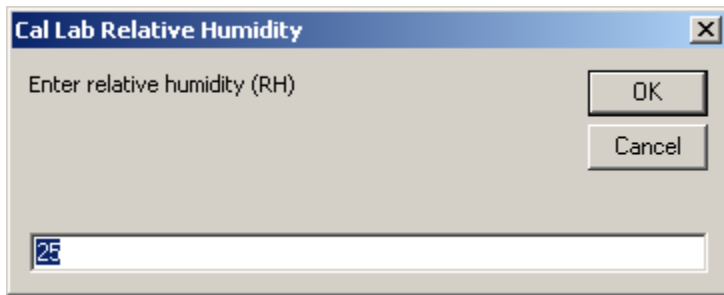 Cal Lab Relative Humidity
Enter relative humidity (RH)
OK
Cancel
25